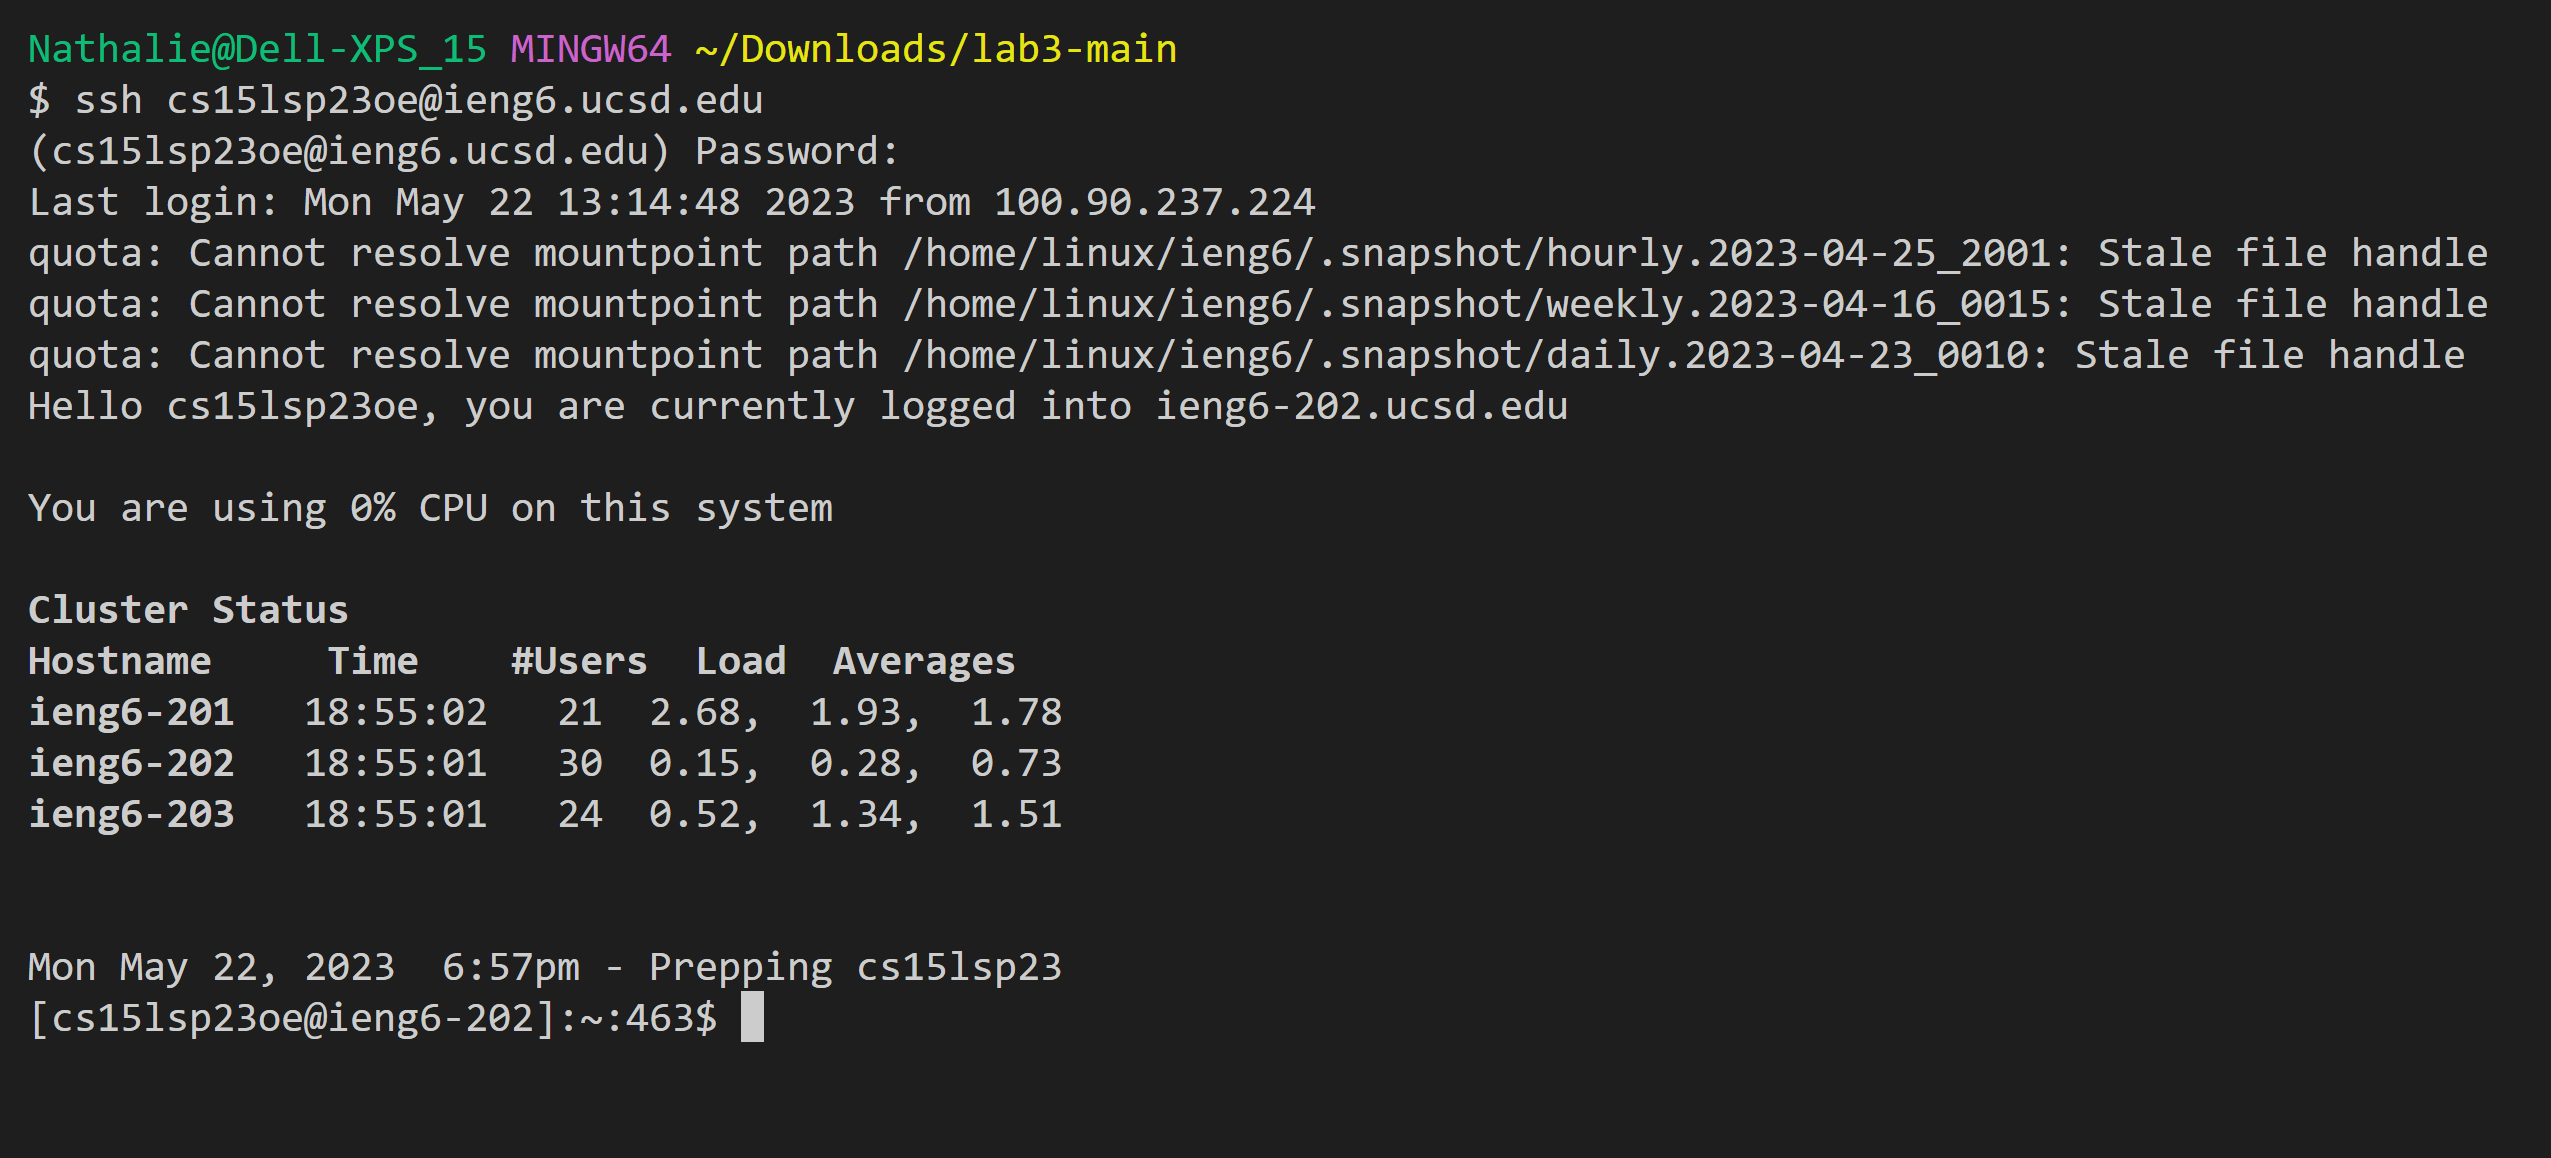 Nathalie@Dell-XPS_15 MINGW64 ~/Downloads/lab3-main
$ ssh cs15lsp23oe@ieng6.ucsd.edu
(cs15lsp23oe@ieng6.ucsd.edu) Password:
Last login: Mon May 22 13:14:48 2023 from 100.90.237.224
quota: Cannot resolve mountpoint path /home/linux/ieng6/.snapshot/hourly.2023-04-25_2001: Stale file handle
quota: Cannot resolve mountpoint path /home/linux/ieng6/.snapshot/weekly.2023-04-16_0015: Stale file handle
quota: Cannot resolve mountpoint path /home/linux/ieng6/.snapshot/daily.2023-04-23_0010: Stale file handle
Hello cs15lsp23oe, you are currently logged into ieng6-202.ucsd.edu
You are using 0% CPU on this system
Cluster Status
Hostname     Time    #Users  Load  Averages
ieng6-201   18:55:02   21  2.68,  1.93,  1.78
ieng6-202   18:55:01   30  0.15,  0.28,  0.73
ieng6-203   18:55:01   24  0.52,  1.34,  1.51
Mon May 22, 2023  6:57pm - Prepping cs15lsp23
[cs15lsp23oe@ieng6-202]:~:463$